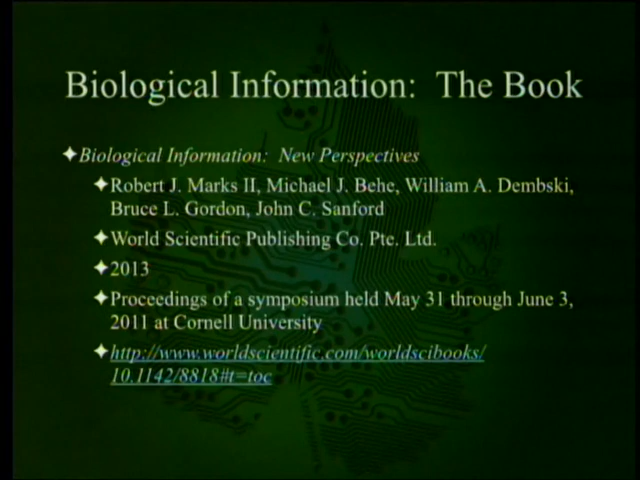 Biological Information: The Book
Biological Information: New Perspectives
Robert J. Marks II, Michael J. Behe, William A. Dembski,
Bruce L. Gordon, John C. Sanford
World Scientific Publishing Co. Pte. Ltd.
2013
Proceedings of a symposium held May 31 through June 3,
2011 at Cornell University
http://www.worldscientific.com/worldscibooks/
10.1142/8818#t=toc